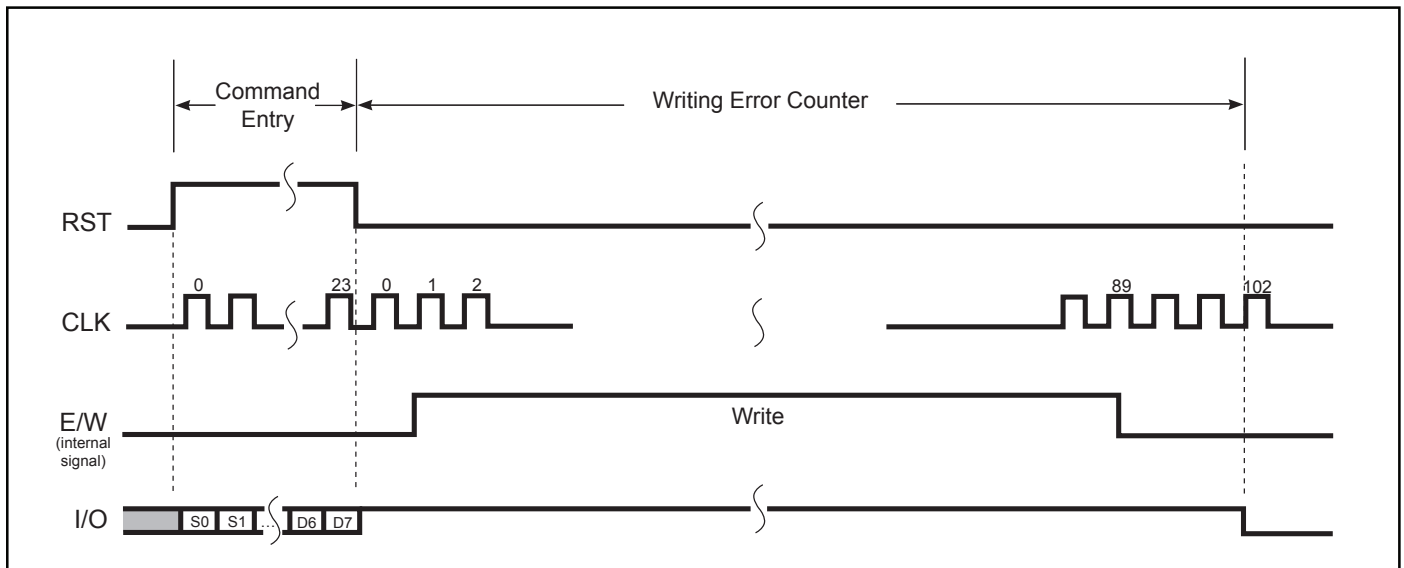 Command
Entry
Writing Error Counter
RST
0 23 0 1 2 89 102
CLK
E/W
(internal
signal)
Write
I/O
S0 S1 ... D6 D7